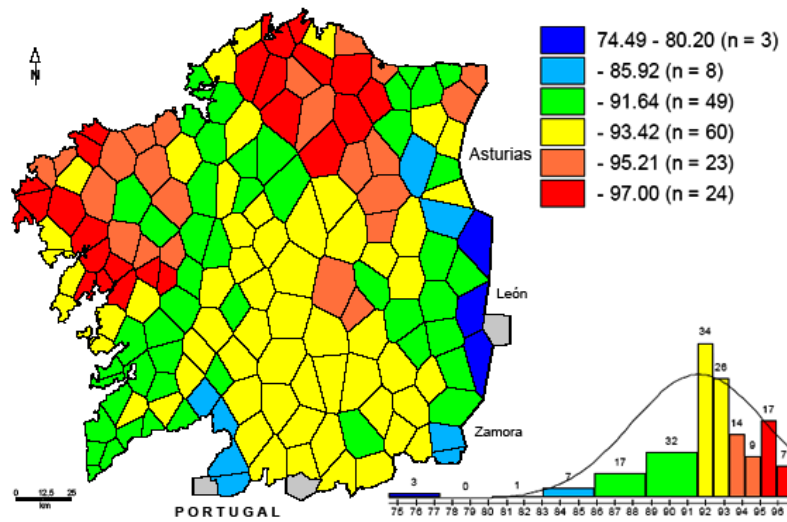 N
74.49 - 80.20 (n = 3)
- 85.92 (n = 8)
- 91.64 (n = 49)
- 93.42 (n = 60)
- 95.21 (n = 23)
- 97.00 (n = 24)
Asturias
León
Zamora
PORTUGAL
0 12.5 25
km
34
26
32
17
14
17
9
7
7
3
0
1
75 76 77 78 79 80 81 82 83 84 85 86 87 88 89 90 91 92 93 94 95 96